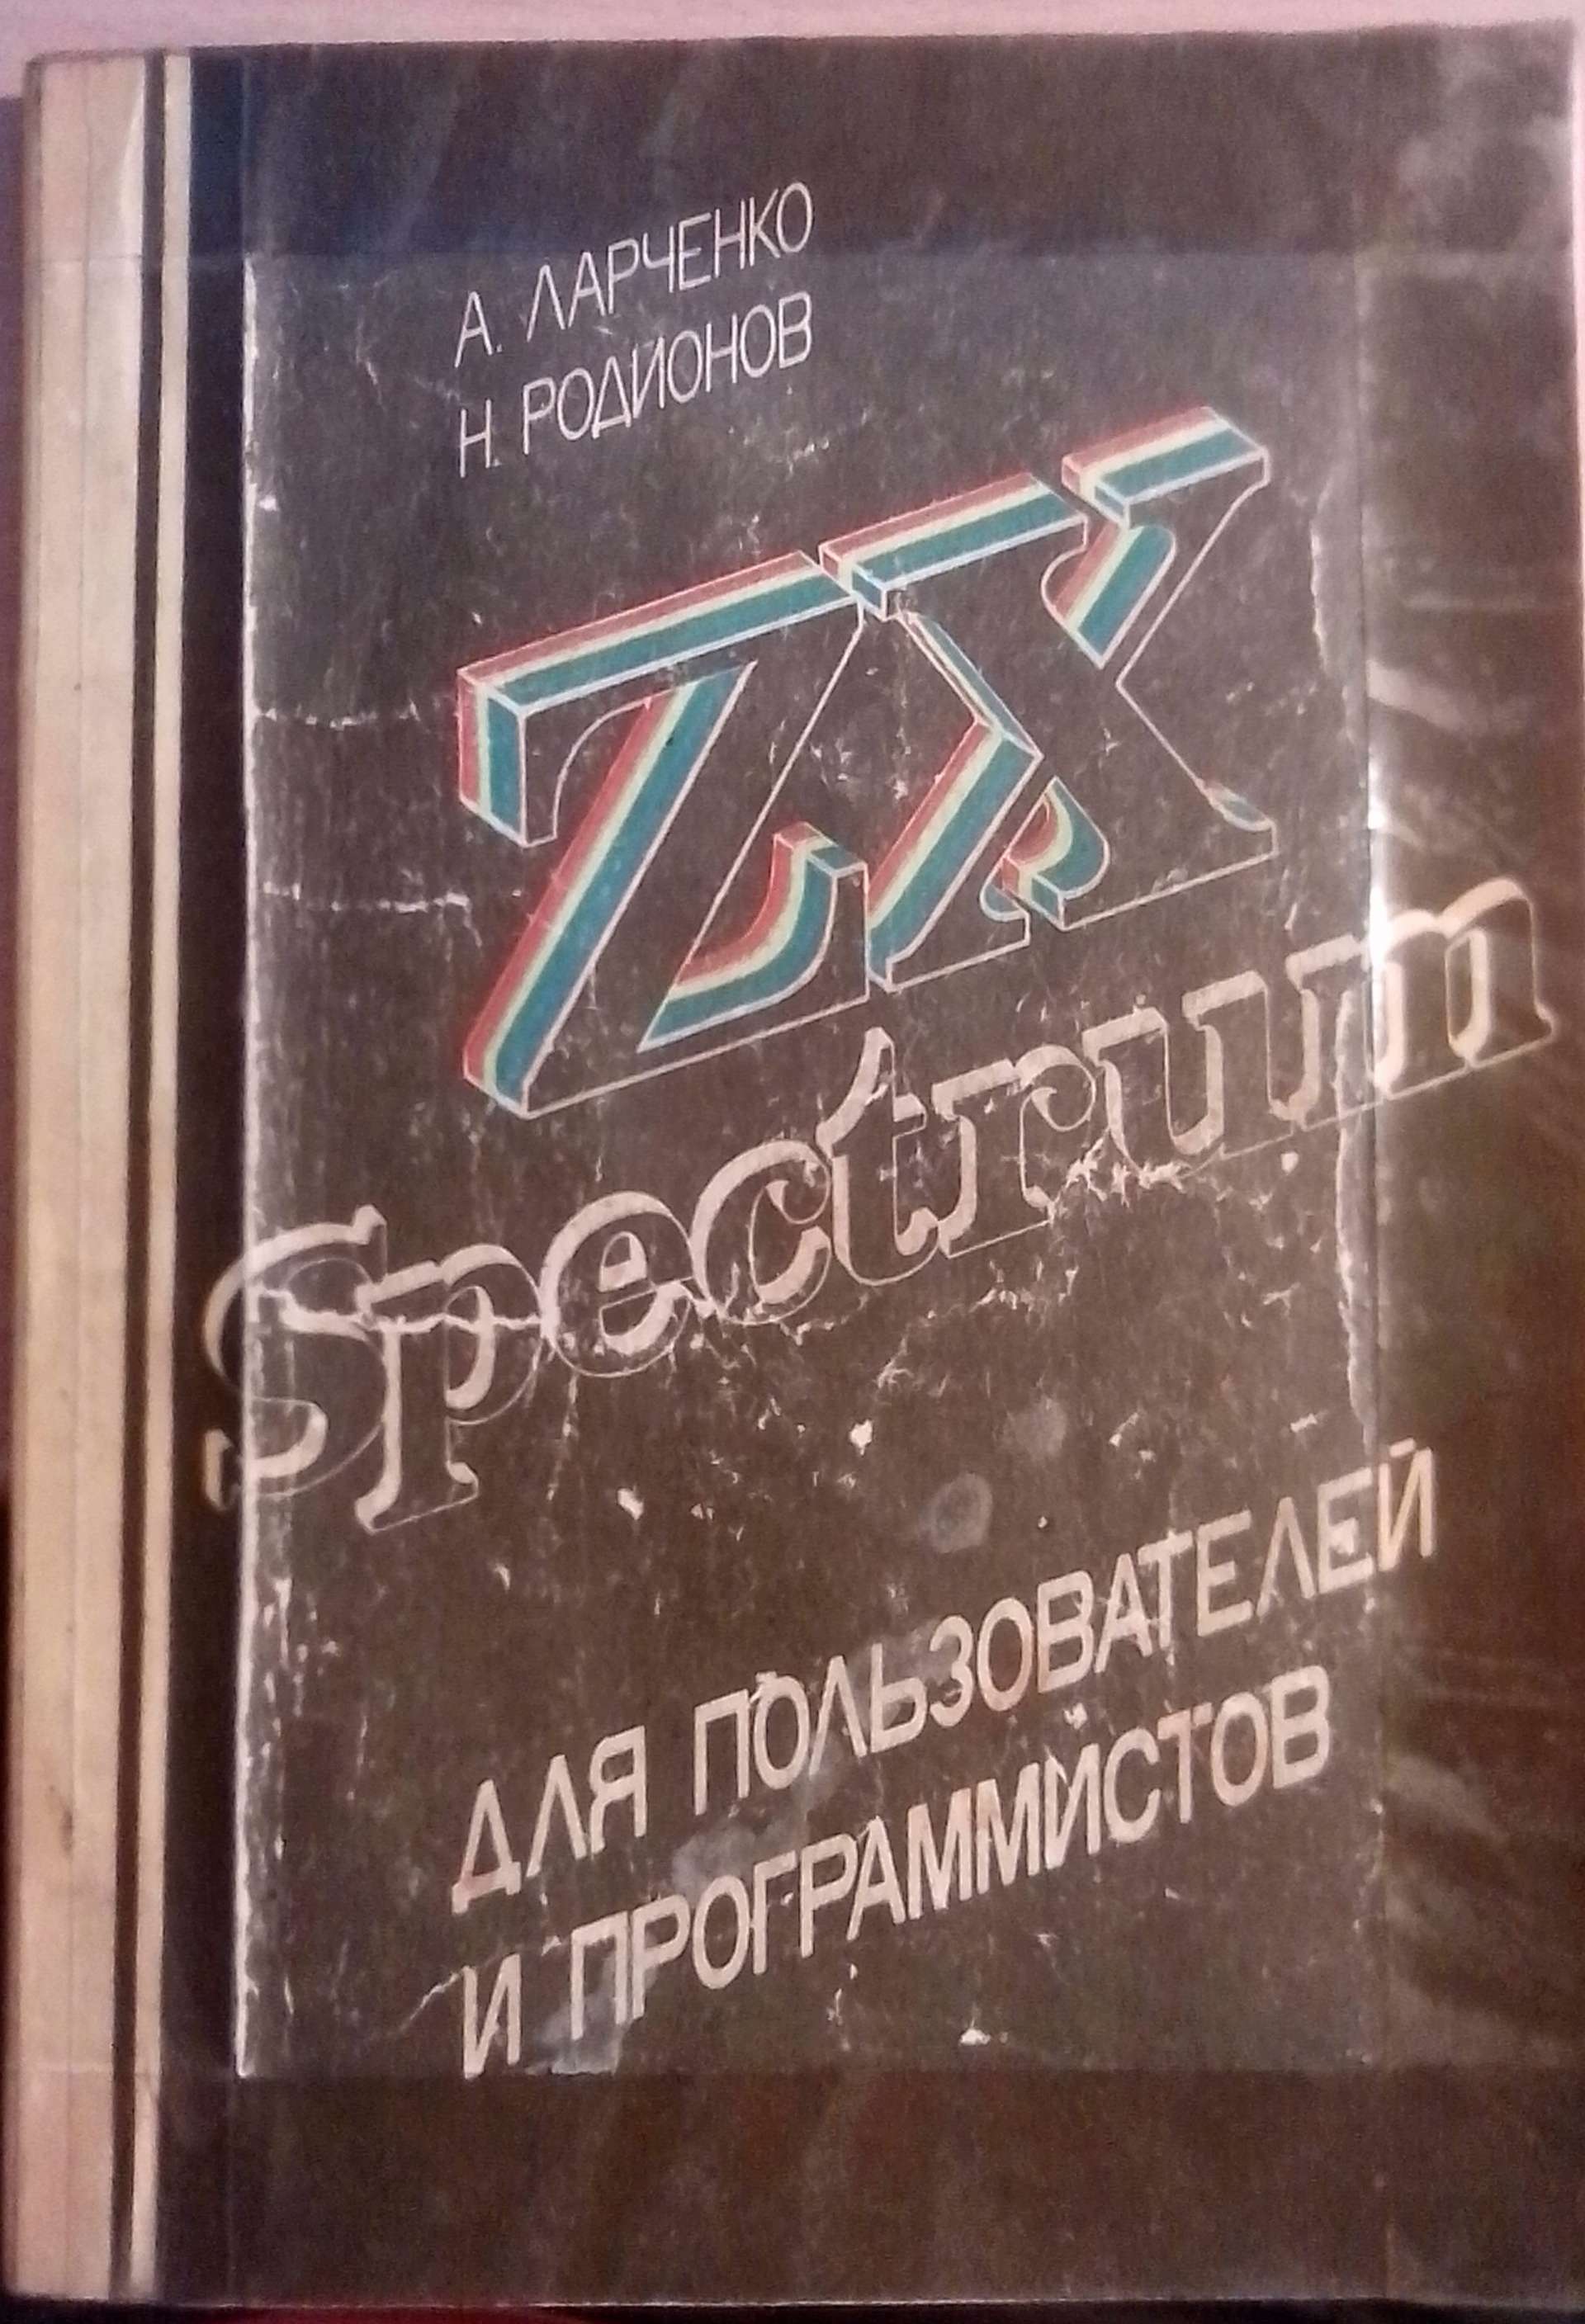 А. ЛАРЧЕНКО
Н. РОДИОНОВ
ZX
Spectrum
ДЛЯ ПОЛЬЗОВАТЕЛЕЙ
И ПРОГРАММИСТОВ